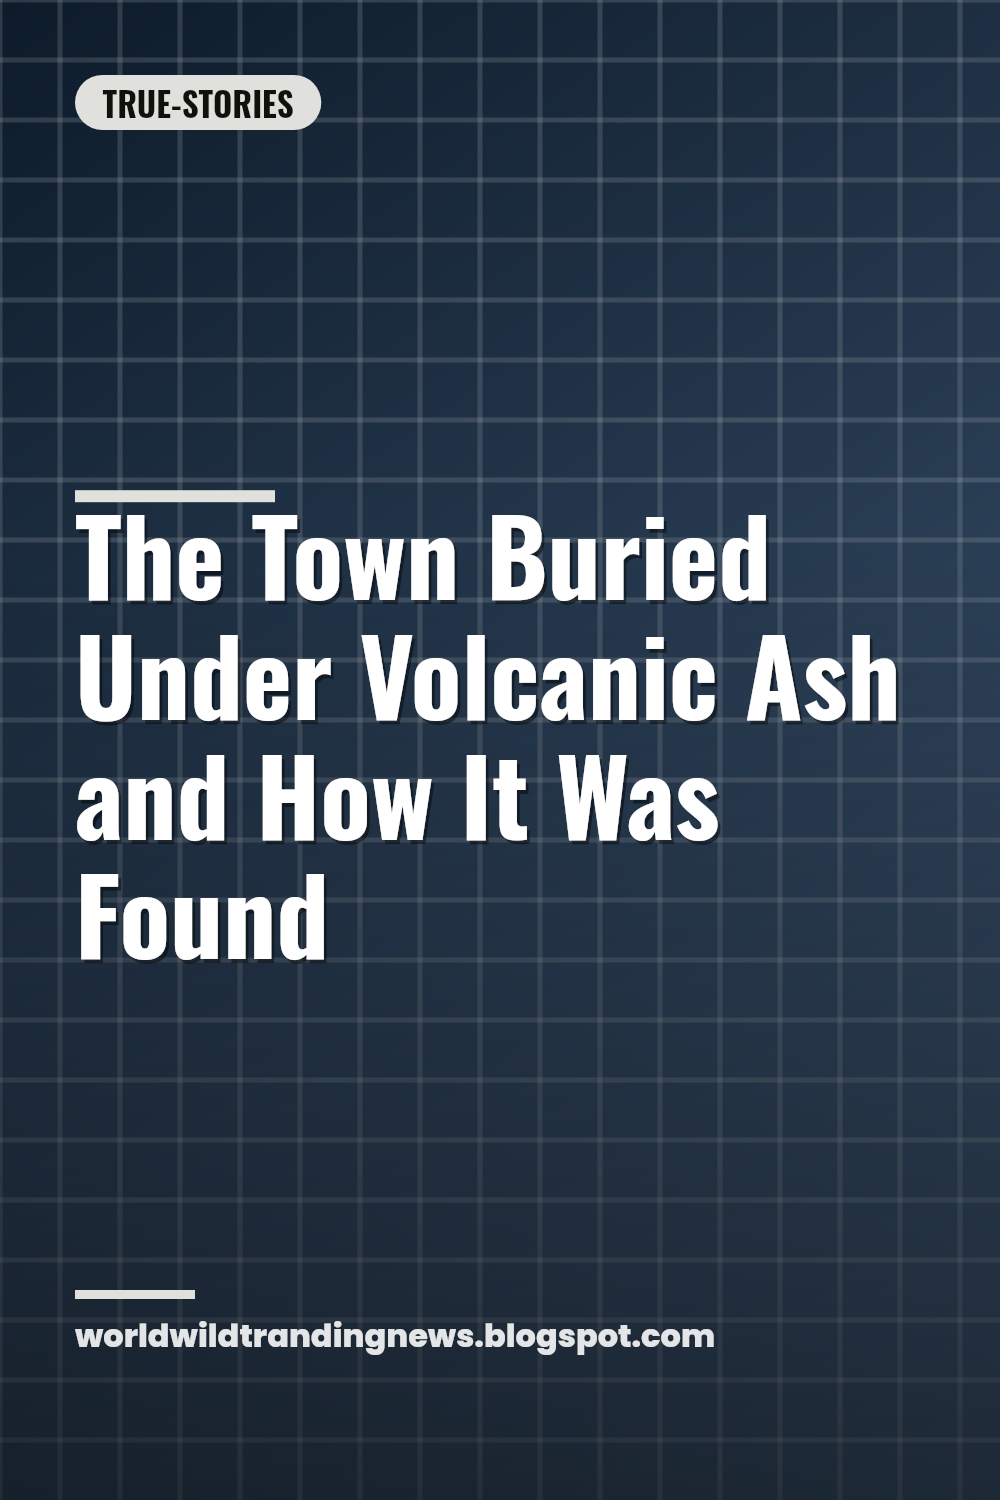 TRUE-STORIES
The Town Buried
Under Volcanic Ash
and How It Was
Found
worldwildtrandingnews.blogspot.com